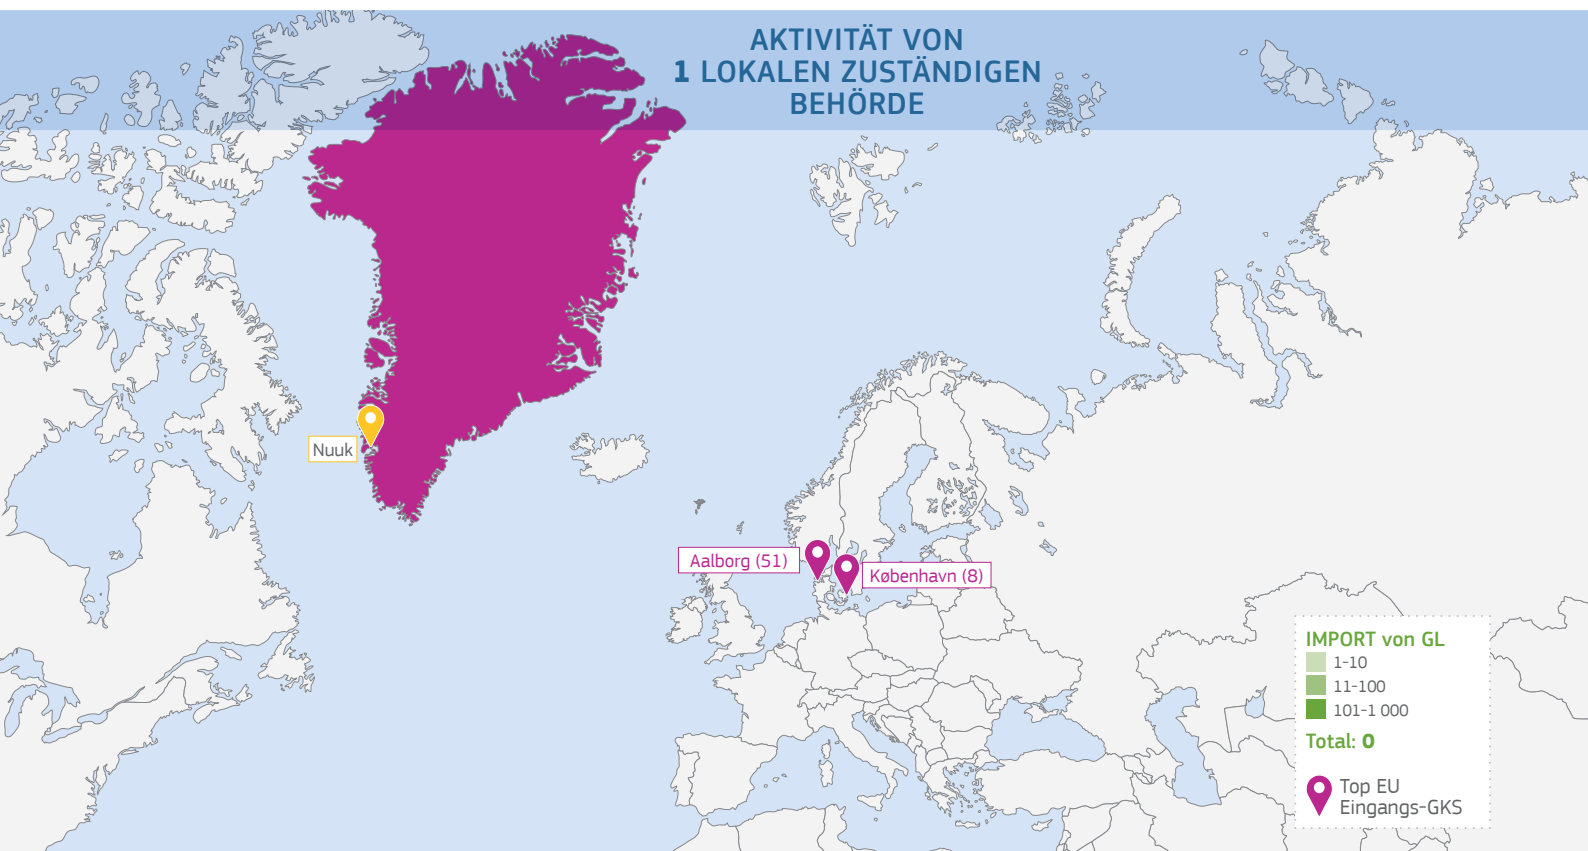 AKTIVITÄT VON
1 LOKALEN ZUSTÄNDIGEN
BEHÖRDE
Nuuk
Aalborg (51)
København (8)
IMPORT von GL
1-10
11-100
101-1 000
Total: 0
Top EU
Eingangs-GKS